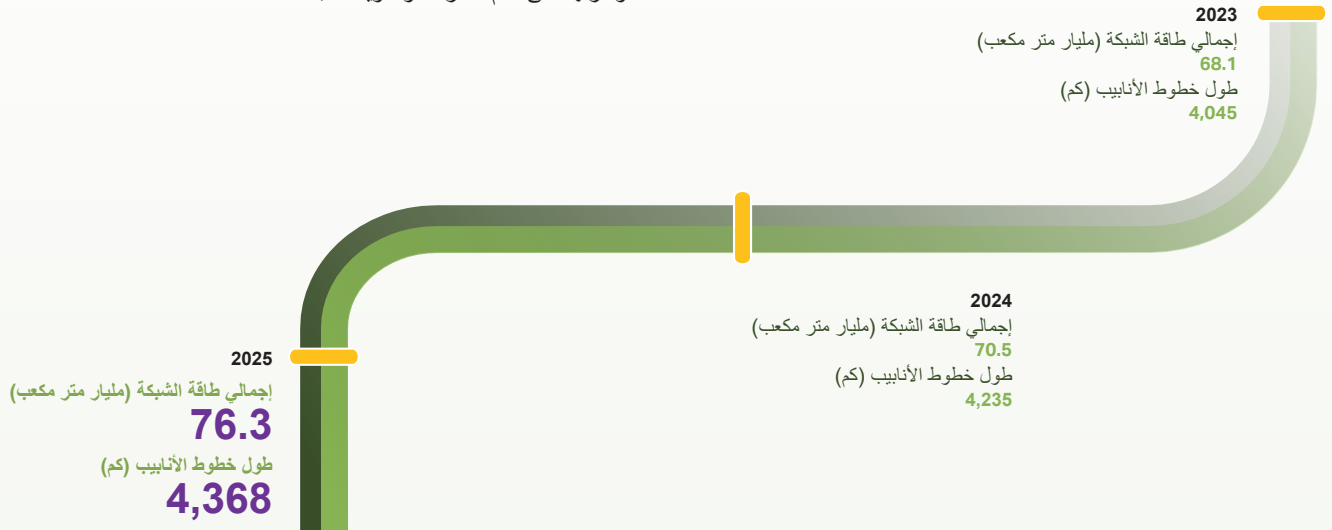 2023
إجمالي طاقة الشبكة (مليار متر مكعب)
68.1
طول خطوط الأنابيب (كم)
4,045
2024
إجمالي طاقة الشبكة (مليار متر مكعب)
70.5
طول خطوط الأنابيب (كم)
4,235
2025
إجمالي طاقة الشبكة (مليار متر مكعب)
76.3
طول خطوط الأنابيب (كم)
4,368